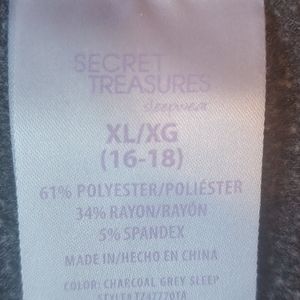 SECRET
TREASURES
sleepwear
XL/XG
(16-18)
61% POLYESTER/POLIÉSTER
34% RAYON/RAYÓN
5% SPANDEX
MADE IN/HECHO EN CHINA
COLOR: CHARCOAL GREY SLEEP